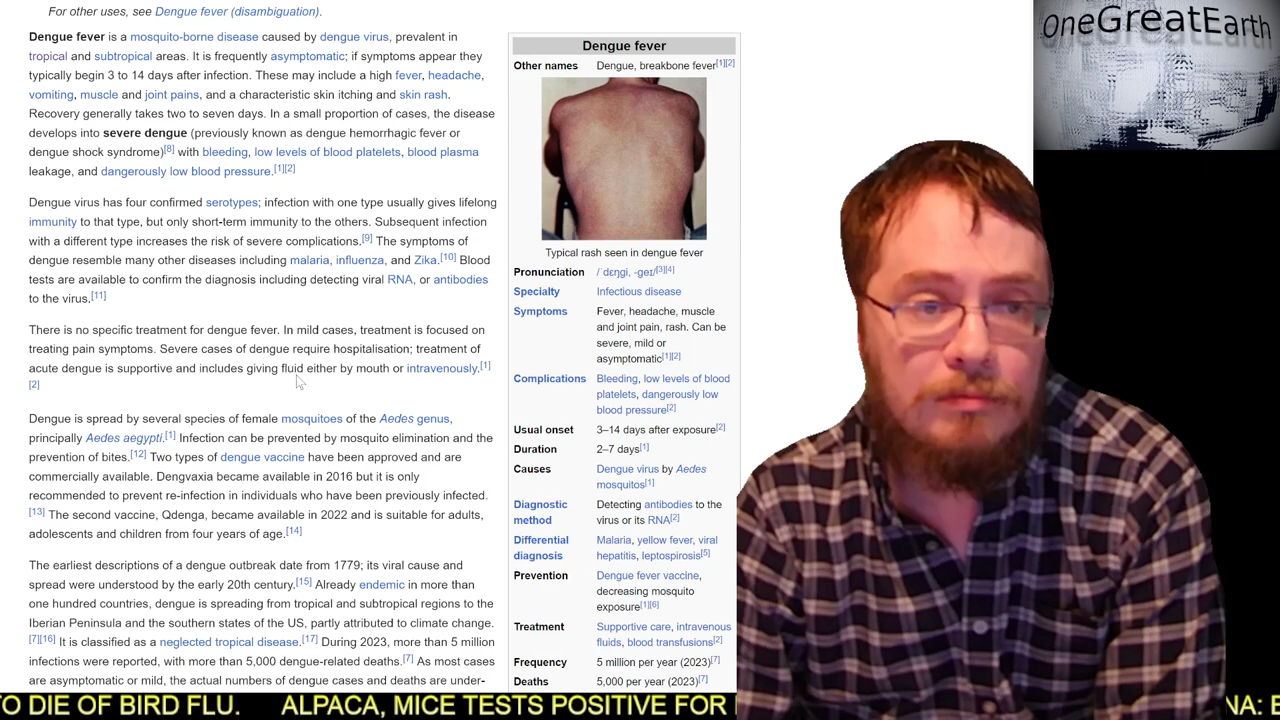 For other uses, see Dengue fever (disambiguation).
Dengue fever is a mosquito-borne disease caused by dengue virus, prevalent in
tropical and subtropical areas. It is frequently asymptomatic; if symptoms appear they
typically begin 3 to 14 days after infection. These may include a high fever, headache,
vomiting, muscle and joint pains, and a characteristic skin itching and skin rash.
Recovery generally takes two to seven days. In a small proportion of cases, the disease
develops into severe dengue (previously known as dengue hemorrhagic fever or
dengue shock syndrome)[8] with bleeding, low levels of blood platelets, blood plasma
leakage, and dangerously low blood pressure.[1][2]
Dengue virus has four confirmed serotypes; infection with one type usually gives lifelong
immunity to that type, but only short-term immunity to the others. Subsequent infection
with a different type increases the risk of severe complications.[9] The symptoms of
dengue resemble many other diseases including malaria, influenza, and Zika.[10] Blood
tests are available to confirm the diagnosis including detecting viral RNA, or antibodies
to the virus.[11]
There is no specific treatment for dengue fever. In mild cases, treatment is focused on
treating pain symptoms. Severe cases of dengue require hospitalisation; treatment of
acute dengue is supportive and includes giving fluid either by mouth or intravenously.[1]
[2]
Dengue is spread by several species of female mosquitoes of the Aedes genus,
principally Aedes aegypti.[1] Infection can be prevented by mosquito elimination and the
prevention of bites.[12] Two types of dengue vaccine have been approved and are
commercially available. Dengvaxia became available in 2016 but it is only
recommended to prevent re-infection in individuals who have been previously infected.
[13] The second vaccine, Qdenga, became available in 2022 and is suitable for adults,
adolescents and children from four years of age.[14]
The earliest descriptions of a dengue outbreak date from 1779; its viral cause and
spread were understood by the early 20th century.[15] Already endemic in more than
one hundred countries, dengue is spreading from tropical and subtropical regions to the
Iberian Peninsula and the southern states of the US, partly attributed to climate change.
[7][16] It is classified as a neglected tropical disease.[17] During 2023, more than 5 million
infections were reported, with more than 5,000 dengue-related deaths.[7] As most cases
are asymptomatic or mild, the actual numbers of dengue cases and deaths are under-
Dengue fever
Other names Dengue, breakbone fever[1][2]
Typical rash seen in dengue fever
Pronunciation /ˈdɛŋɡi, -ɡeɪ/[3][4]
Specialty Infectious disease
Symptoms Fever, headache, muscle
and joint pain, rash. Can be
severe, mild or
asymptomatic[1][2]
Complications Bleeding, low levels of blood
platelets, dangerously low
blood pressure[2]
Usual onset 3–14 days after exposure[2]
Duration 2–7 days[1]
Causes Dengue virus by Aedes
mosquitos[1]
Diagnostic Detecting antibodies to the
method virus or its RNA[2]
Differential Malaria, yellow fever, viral
diagnosis hepatitis, leptospirosis[5]
Prevention Dengue fever vaccine,
decreasing mosquito
exposure[1][6]
Treatment Supportive care, intravenous
fluids, blood transfusions[2]
Frequency 5 million per year (2023)[7]
Deaths 5,000 per year (2023)[7]
OneGreatEarth
TO DIE OF BIRD FLU. ALPACA, MICE TESTS POSITIVE FOR